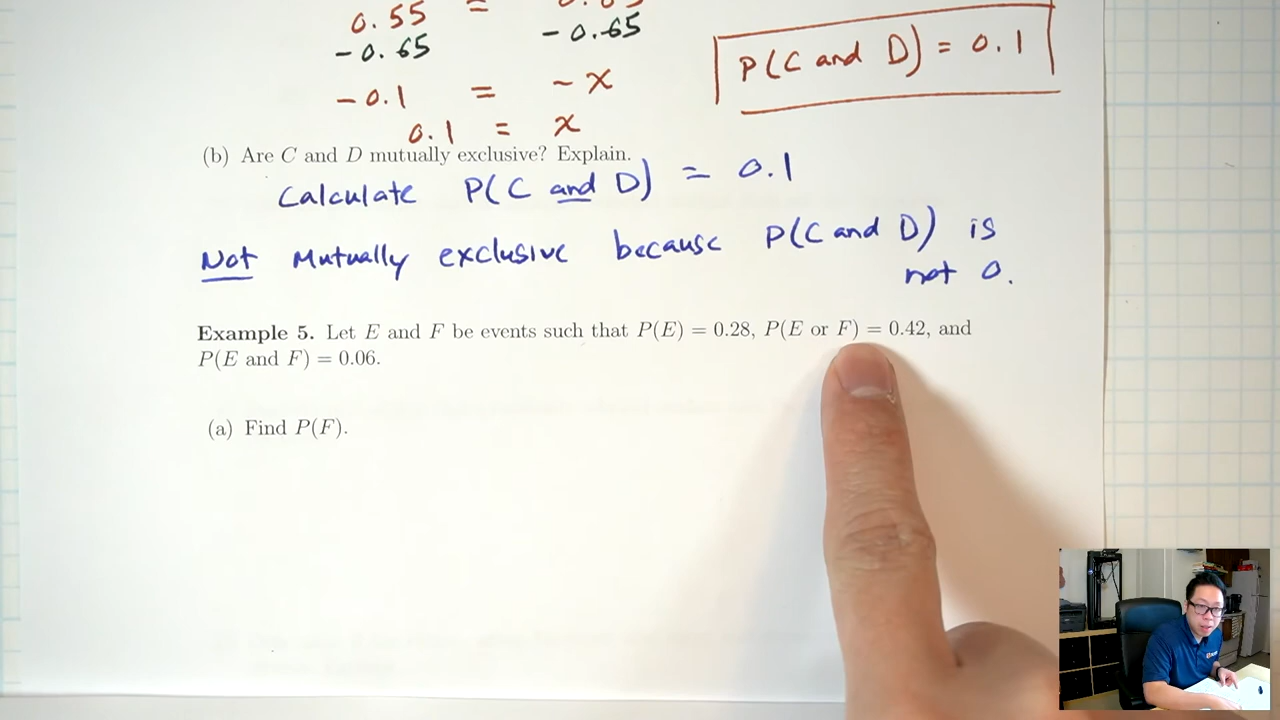 0.55 =
- 0.65 - 0.65
- 0.1 = - x
0.1 = x
P(C and D) = 0.1
(b) Are C and D mutually exclusive? Explain.
Calculate P(C and D) = 0.1
Not Mutually exclusive because P(C and D) is
not 0.
Example 5. Let E and F be events such that P(E) = 0.28, P(E or F) = 0.42, and
P(E and F) = 0.06.
(a) Find P(F).